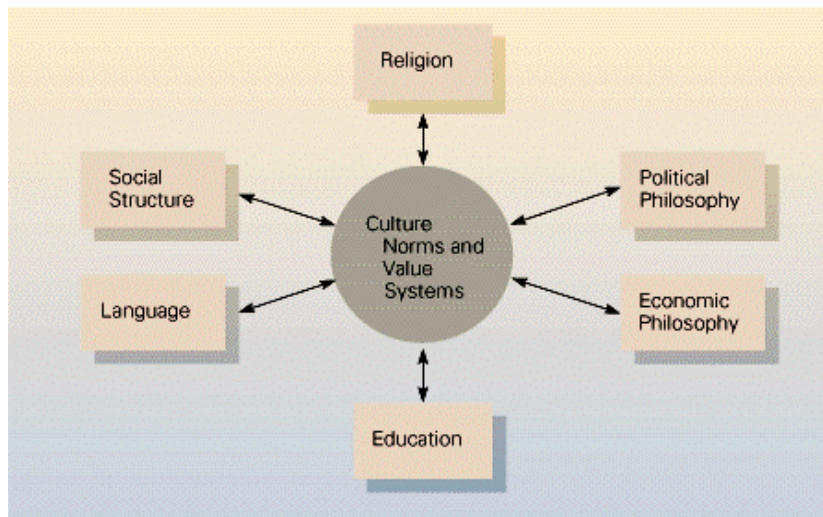 Religion
Social
Structure
Political
Philosophy
Culture
Norms and
Value
Systems
Language
Economic
Philosophy
Education